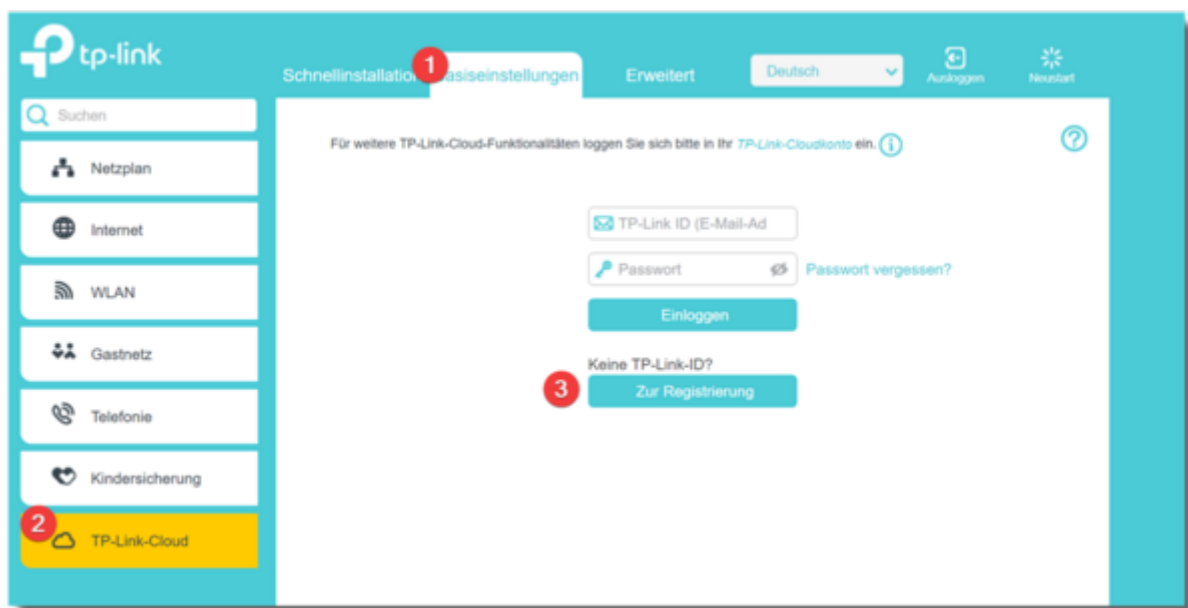 tp-link
Schnellinstallation 1 asiseinstellungen Erweitert Deutsch Ausloggen Neustart
Suchen
Für weitere TP-Link-Cloud-Funktionalitäten loggen Sie sich bitte in Ihr TP-Link-Cloudkonto ein.
Netzplan
Internet
WLAN
Gastnetz
Telefonie
Kindersicherung
2 TP-Link-Cloud
TP-Link ID (E-Mail-Ad
Passwort Passwort vergessen?
Einloggen
Keine TP-Link-ID?
3 Zur Registrierung